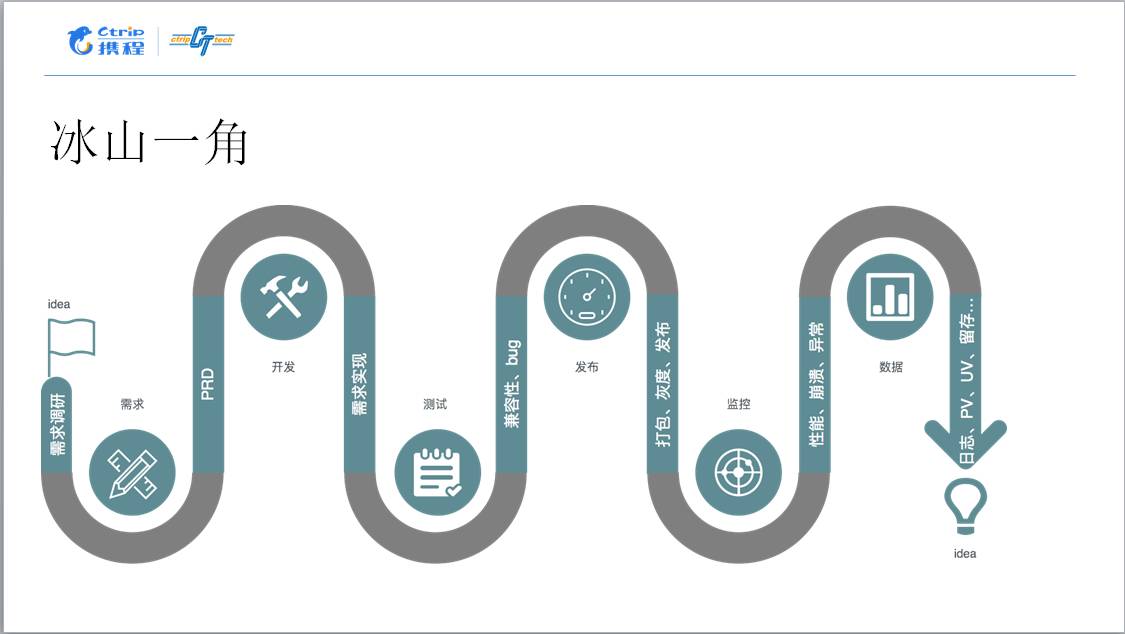 Ctrip
携程
ctrip CT tech
冰山一角
idea
需求调研
需求
PRD
开发
需求实现
测试
兼容性、bug
发布
打包、灰度、发布
监控
性能、崩溃、异常
数据
日志、PV、UV、留存...
idea